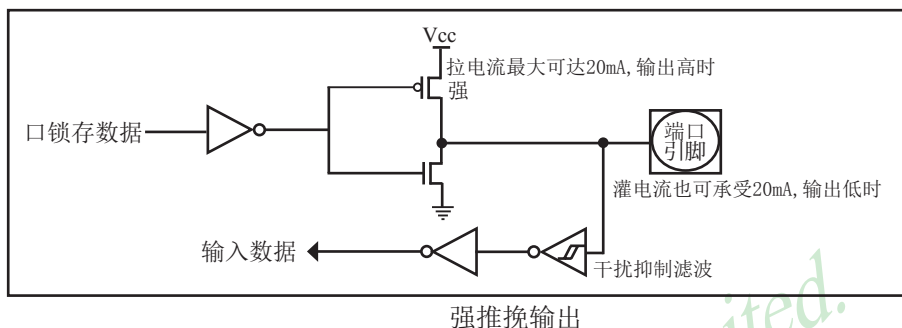 Vcc
拉电流最大可达20mA,输出高时
强
口锁存数据
端口
引脚
灌电流也可承受20mA,输出低时
输入数据
干扰抑制滤波
强推挽输出
ited.